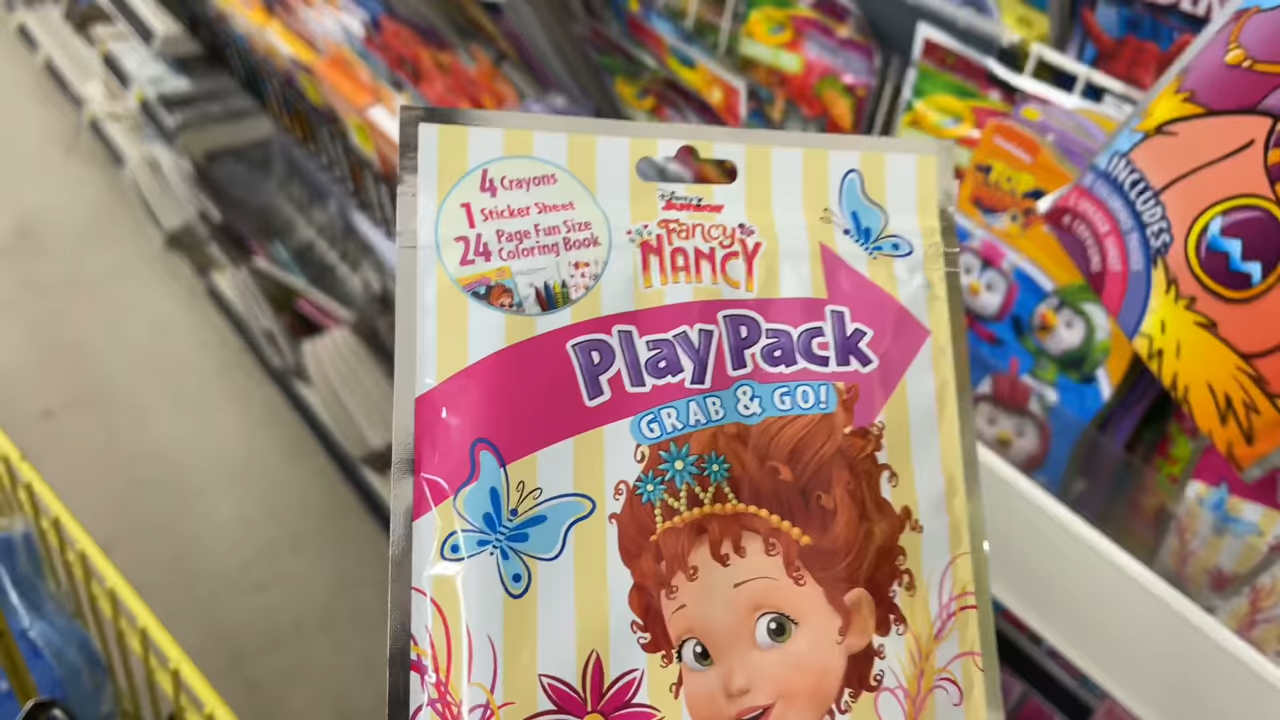 4 Crayons
1 Sticker Sheet
24 Page Fun Size
Coloring Book
Disney
Junior
Fancy
NANCY
Play Pack
GRAB & GO!
INCLUDES